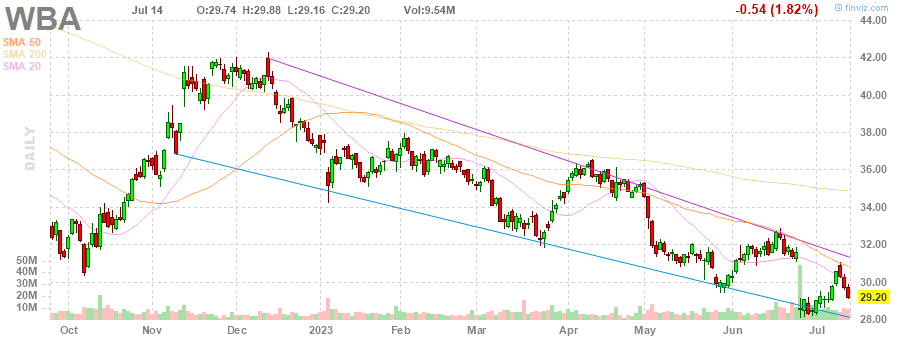 WBA
Jul 14 O:29.74 H:29.88 L:29.16 C:29.20 Vol:9.54M -0.54 (1.82%) © finviz.com
SMA 50
SMA 200
SMA 20
DAILY
44.00
42.00
40.00
38.00
36.00
34.00
32.00
30.00
29.20
28.00
50M
40M
30M
20M
10M
Oct Nov Dec 2023 Feb Mar Apr May Jun Jul